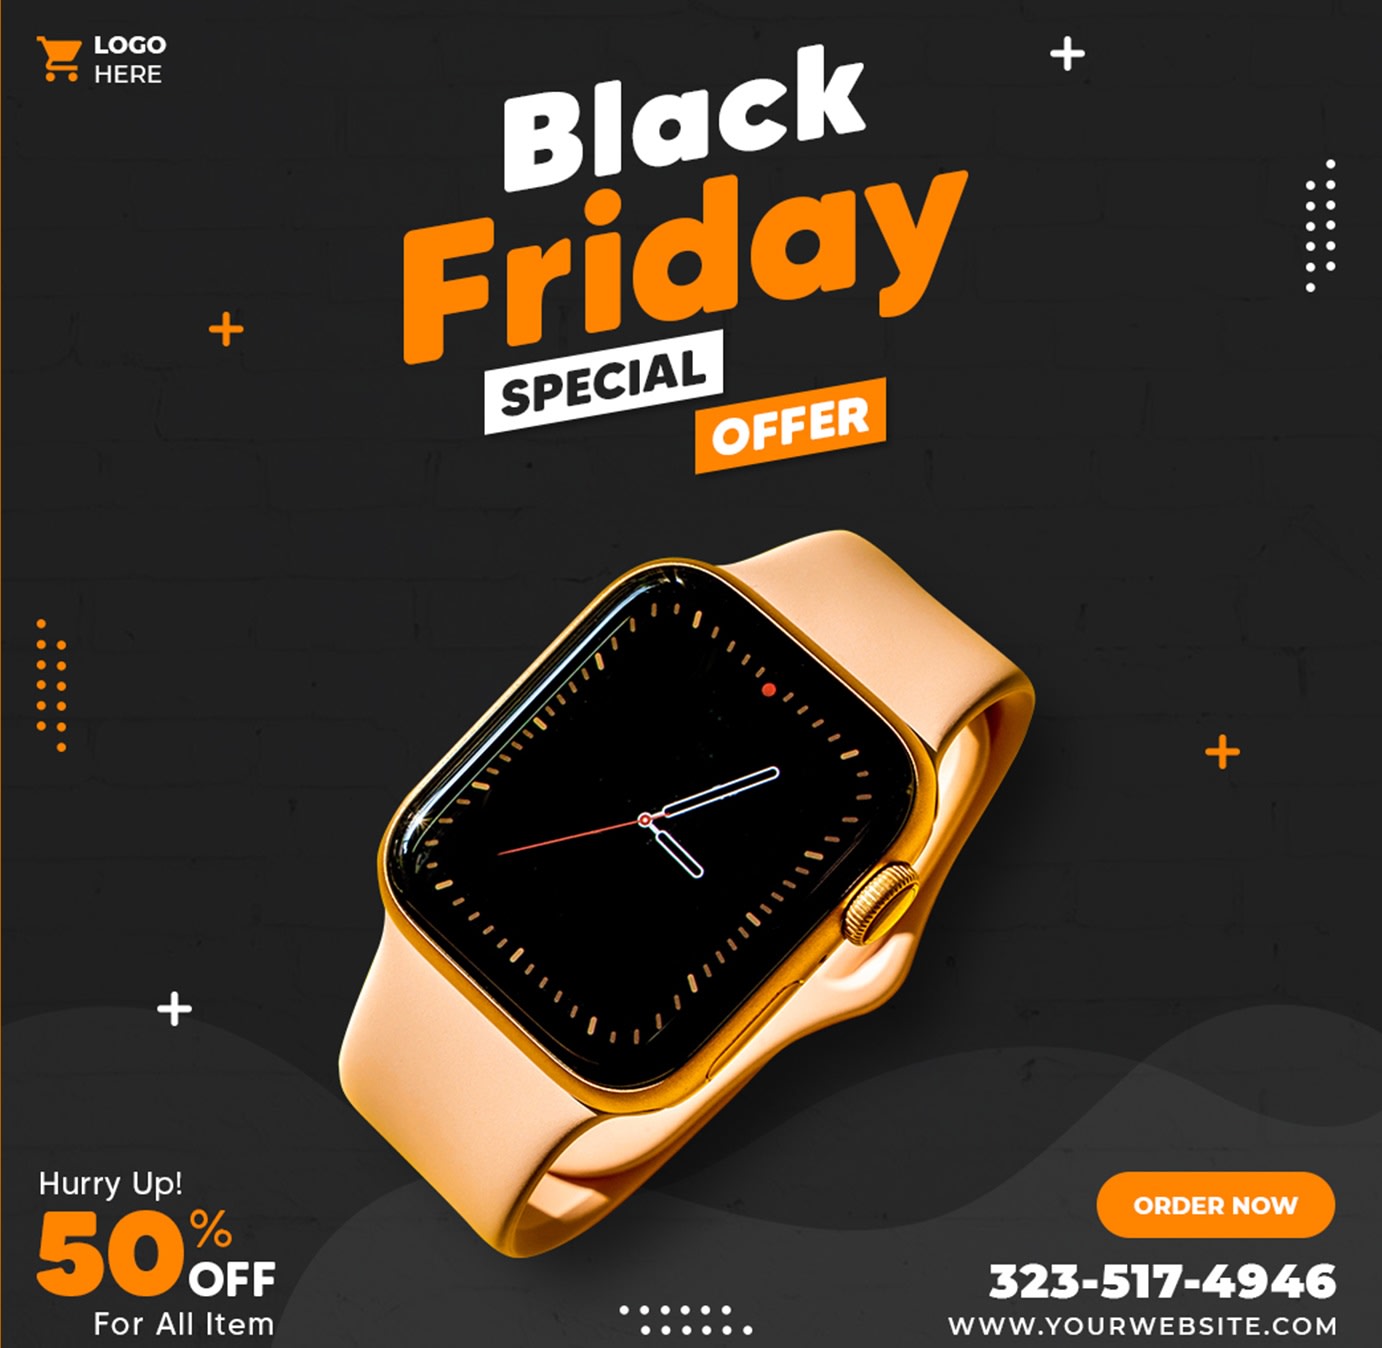 LOGO
HERE
Black
Friday
SPECIAL
OFFER
Hurry Up!
50%
OFF
For All Item
ORDER NOW
323-517-4946
WWW.YOURWEBSITE.COM